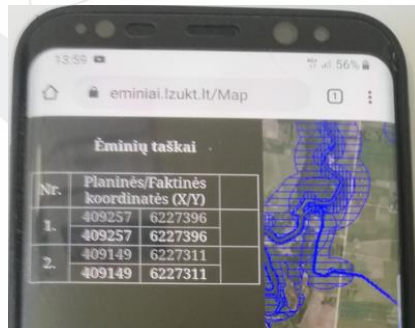 13:59 56%
eminiai.lzukt.lt/Map 1
Ėminių taškai
Nr. Planinės/Faktinės koordinatės (X/Y)
1. 409257 6227396
409257 6227396
2. 409149 6227311
409149 6227311